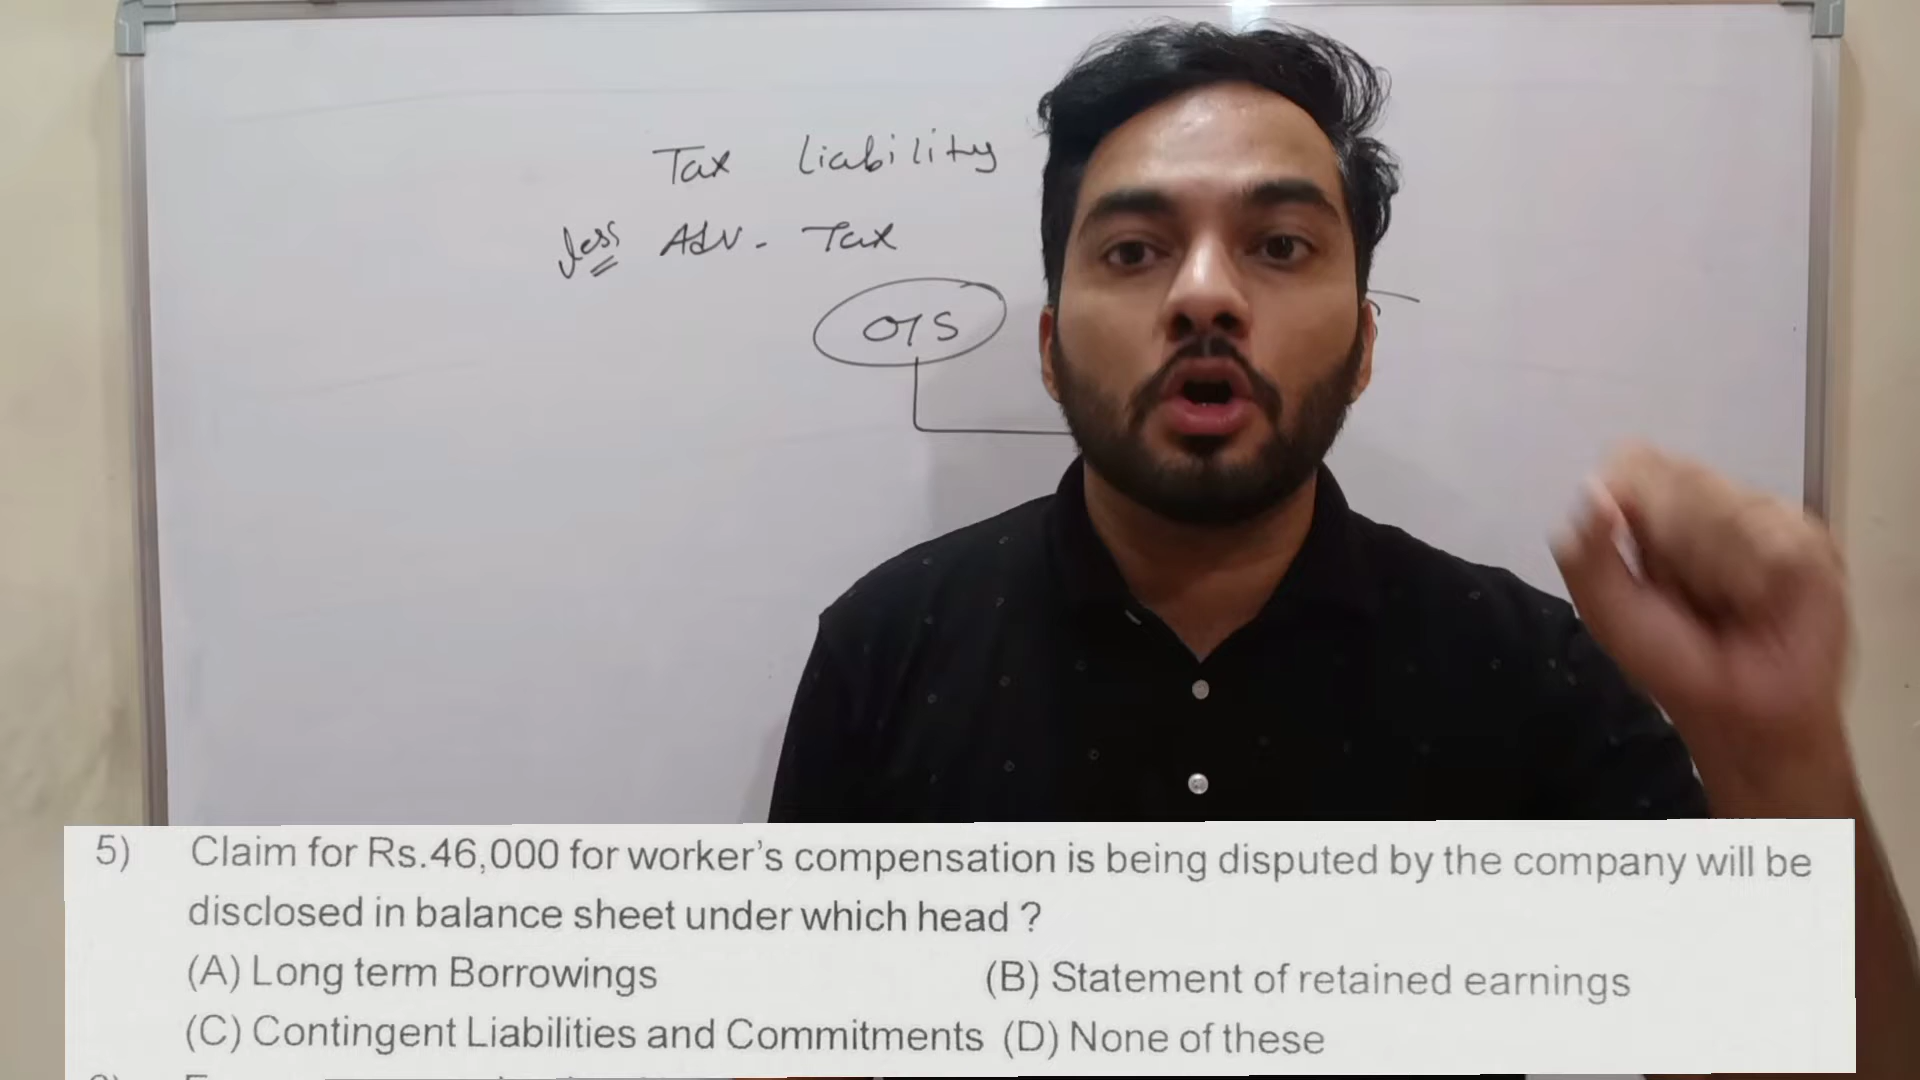 Tax Liability
less Adv. Tax
O/S
5) Claim for Rs.46,000 for worker's compensation is being disputed by the company will be
disclosed in balance sheet under which head ?
(A) Long term Borrowings (B) Statement of retained earnings
(C) Contingent Liabilities and Commitments (D) None of these